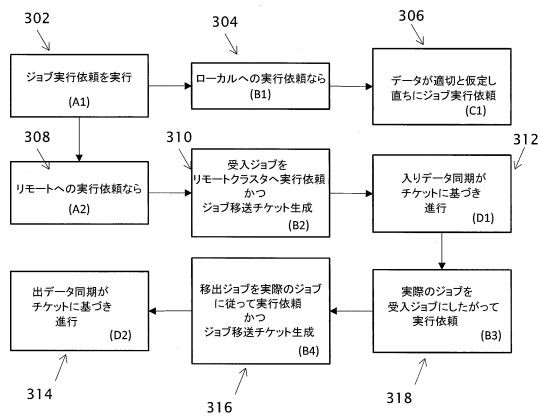 302
ジョブ実行依頼を実行
(A1)
304
ローカルへの実行依頼なら
(B1)
306
データが適切と仮定し
直ちにジョブ実行依頼
(C1)
308
リモートへの実行依頼なら
(A2)
310
受入ジョブを
リモートクラスタへ実行依頼
かつ
ジョブ移送チケット生成
(B2)
312
入りデータ同期が
チケットに基づき
進行
(D1)
出データ同期が
チケットに基づき
進行
(D2)
314
移出ジョブを実際のジョブ
に従って実行依頼
かつ
ジョブ移送チケット生成
(B4)
316
実際のジョブを
受入ジョブにしたがって
実行依頼
(B3)
318